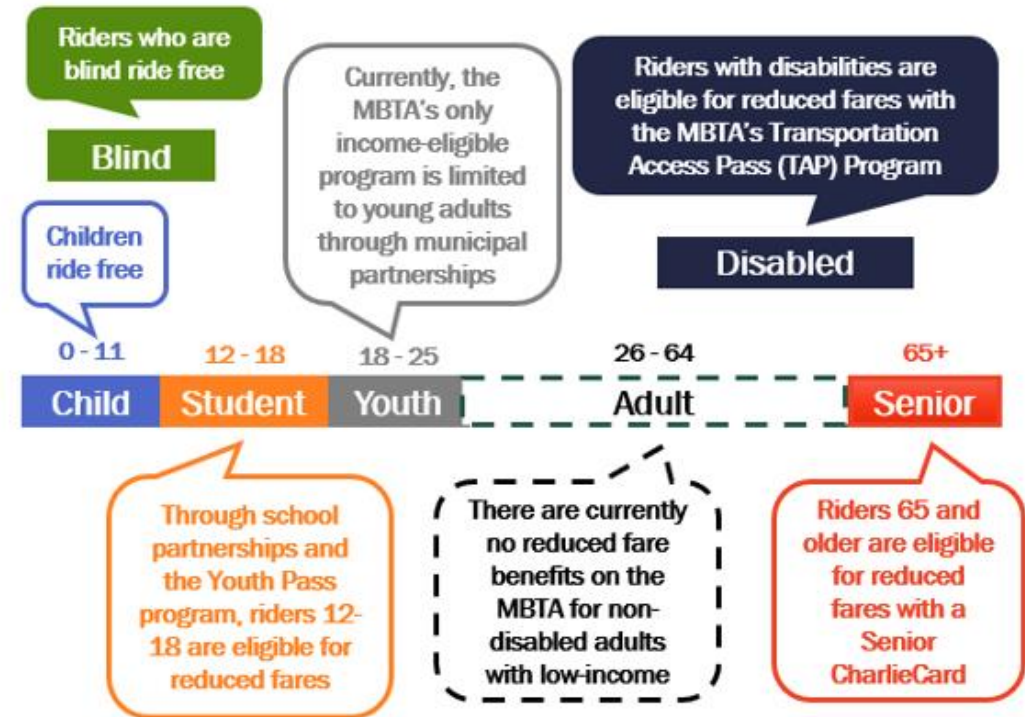 Riders who are
blind ride free
Blind
Currently, the
MBTA's only
income-eligible
program is limited
to young adults
through municipal
partnerships
Riders with disabilities are
eligible for reduced fares with
the MBTA's Transportation
Access Pass (TAP) Program
Disabled
Children
ride free
0 - 11
12 - 18
18 - 25
26 - 64
65+
Child
Student
Youth
Adult
Senior
Through school
partnerships and
the Youth Pass
program, riders 12-
18 are eligible for
reduced fares
There are currently
no reduced fare
benefits on the
MBTA for non-
disabled adults
with low-income
Riders 65 and
older are eligible
for reduced
fares with a
Senior
CharlieCard